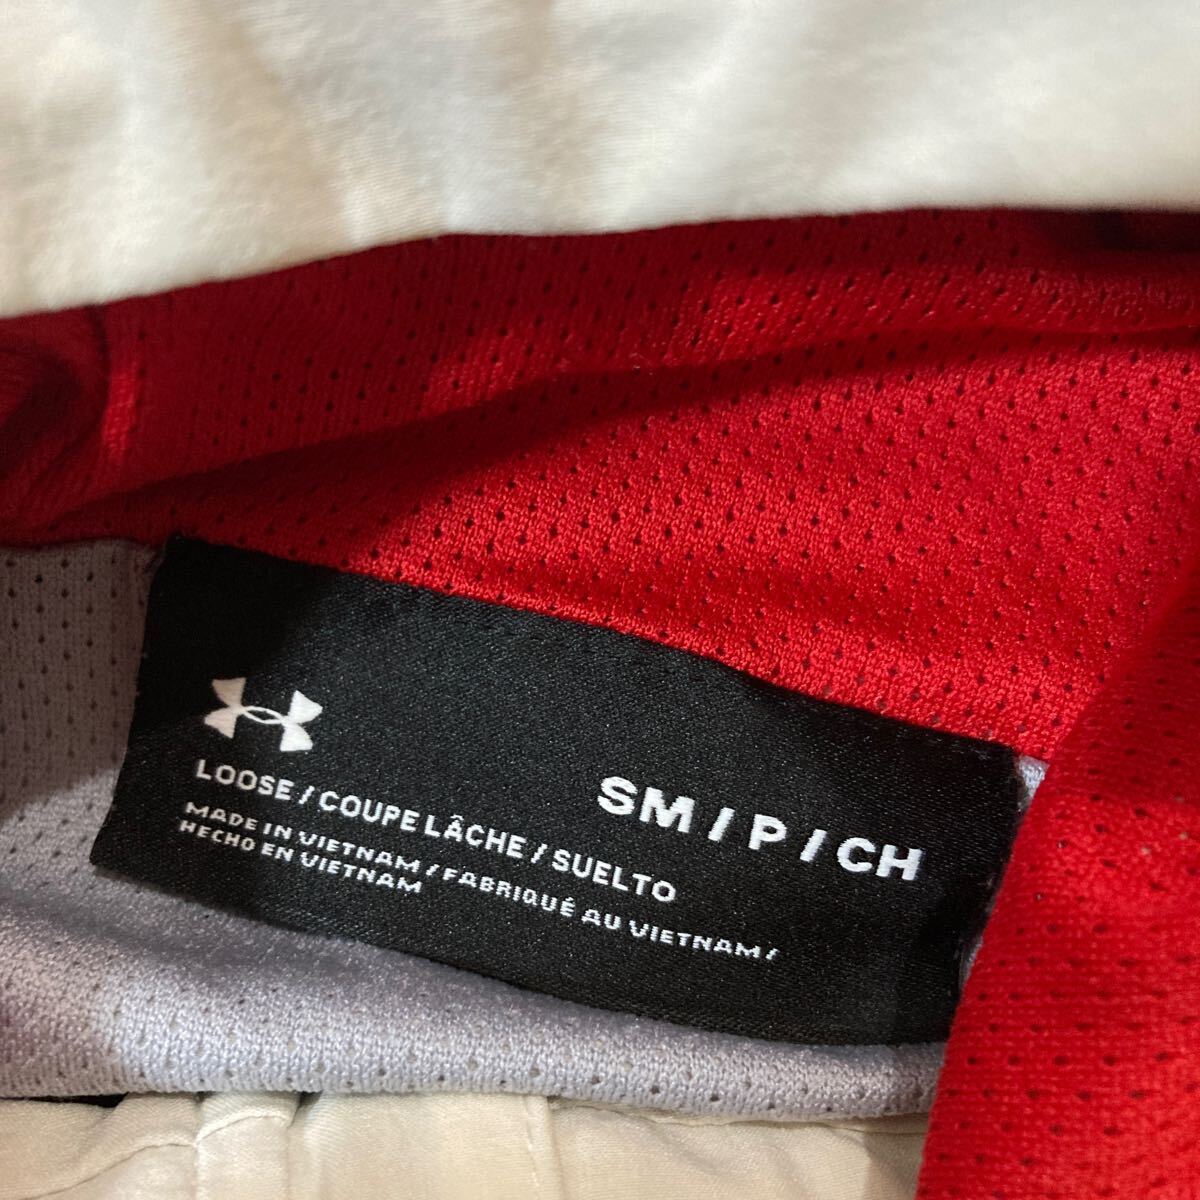 SM / P / CH
LOOSE / COUPE LÂCHE / SUELTO
MADE IN VIETNAM / FABRIQUÉ AU VIETNAM /
HECHO EN VIETNAM